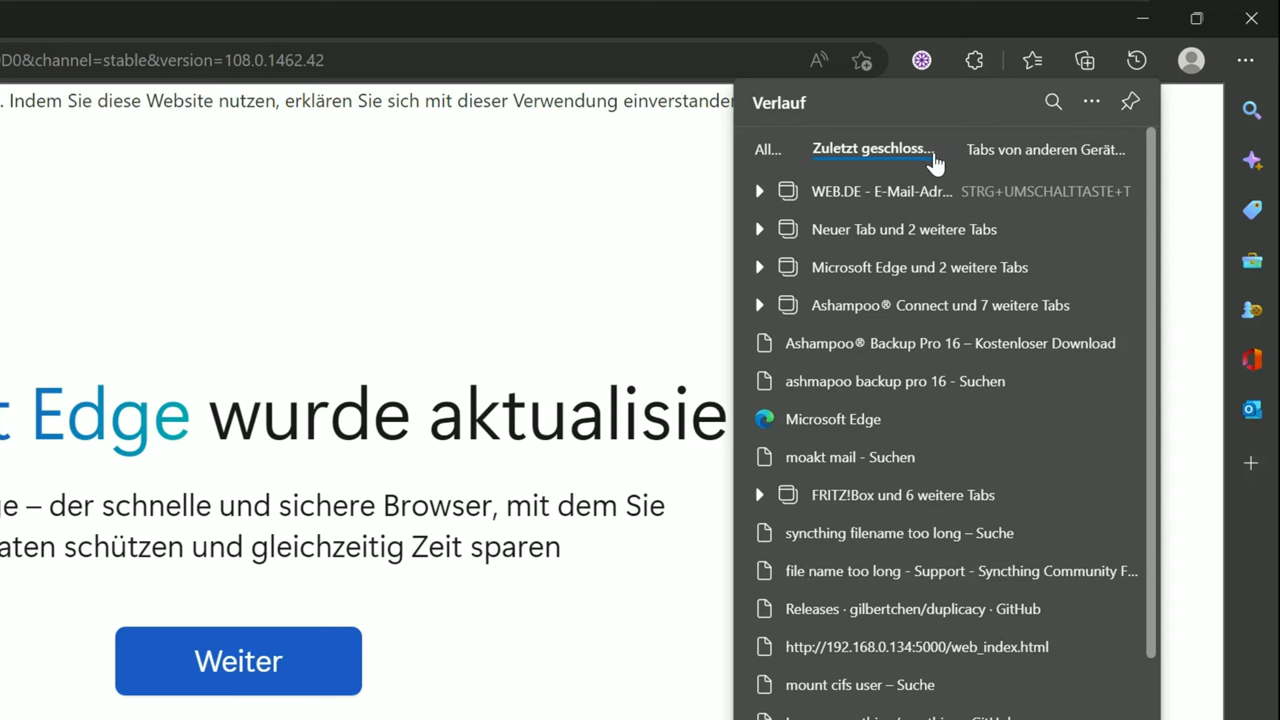 D0&channel=stable&version=108.0.1462.42
. Indem Sie diese Website nutzen, erklären Sie sich mit dieser Verwendung einverstanden
t Edge wurde aktualisie
ge – der schnelle und sichere Browser, mit dem Sie
aten schützen und gleichzeitig Zeit sparen
Weiter
Verlauf
All... Zuletzt geschloss... Tabs von anderen Gerät...
WEB.DE - E-Mail-Adr... STRG+UMSCHALTTASTE+T
Neuer Tab und 2 weitere Tabs
Microsoft Edge und 2 weitere Tabs
Ashampoo® Connect und 7 weitere Tabs
Ashampoo® Backup Pro 16 – Kostenloser Download
ashmapoo backup pro 16 - Suchen
Microsoft Edge
moakt mail - Suchen
FRITZ!Box und 6 weitere Tabs
syncthing filename too long – Suche
file name too long - Support - Syncthing Community F...
Releases · gilbertchen/duplicacy · GitHub
http://192.168.0.134:5000/web_index.html
mount cifs user – Suche